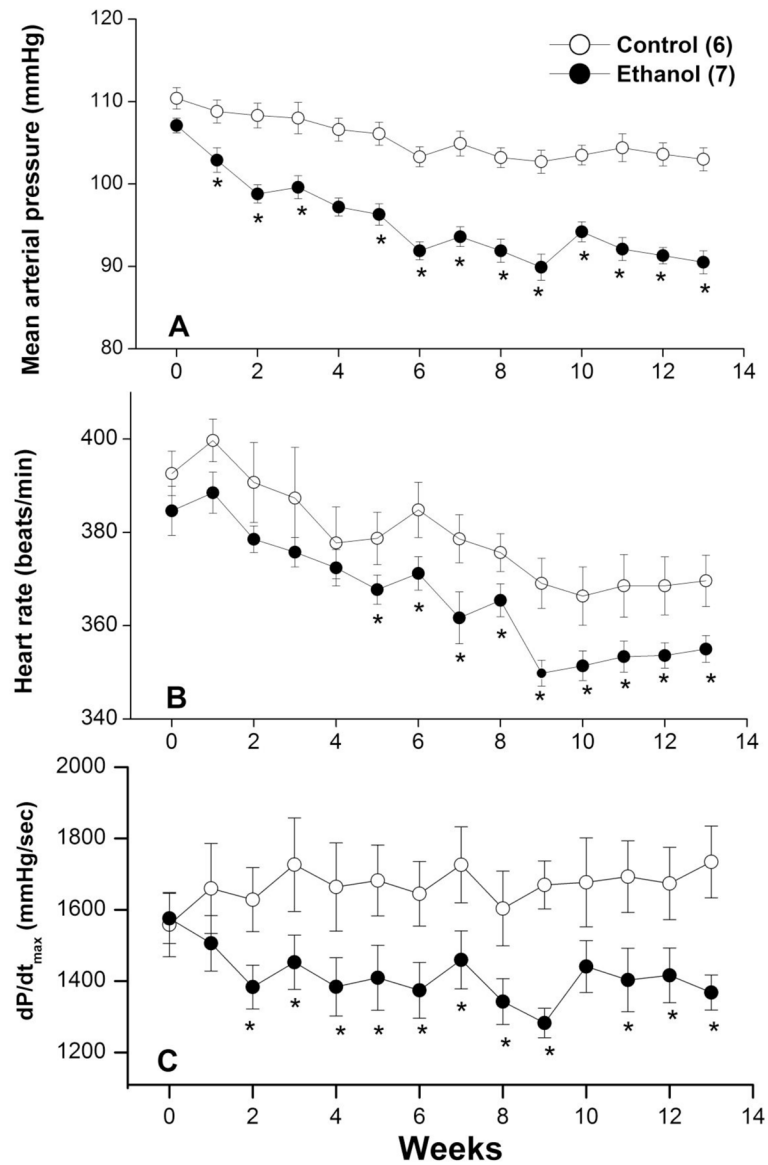 120
Control (6)
Ethanol (7)
110
100
90
80
Mean arterial pressure (mmHg)
* * * * * * * * * * * *
A
0 2 4 6 8 10 12 14
400
380
360
340
Heart rate (beats/min)
* * * * * * * * *
B
0 2 4 6 8 10 12 14
2000
1800
1600
1400
1200
dP/dtmax (mmHg/sec)
* * * * * * * * * * *
C
0 2 4 6 8 10 12 14
Weeks